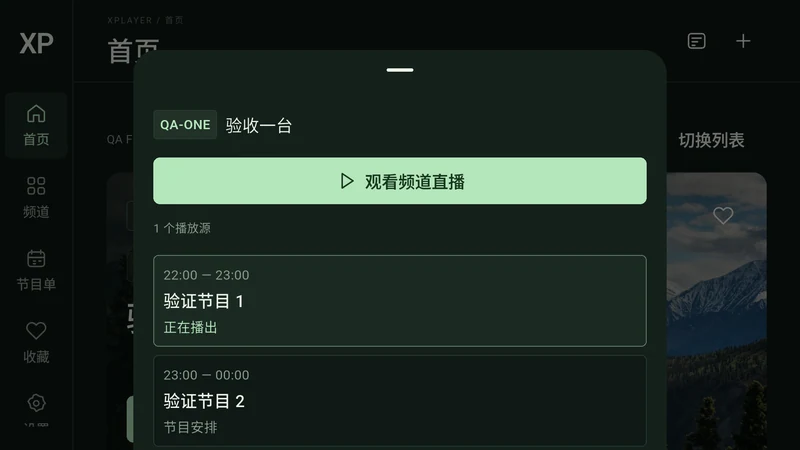 XP
XPLAYER / 首页
首页
首页
频道
节目单
收藏
QA F
切换列表
QA-ONE 验收一台
观看频道直播
1 个播放源
22:00 — 23:00
验证节目 1
正在播出
23:00 — 00:00
验证节目 2
节目安排